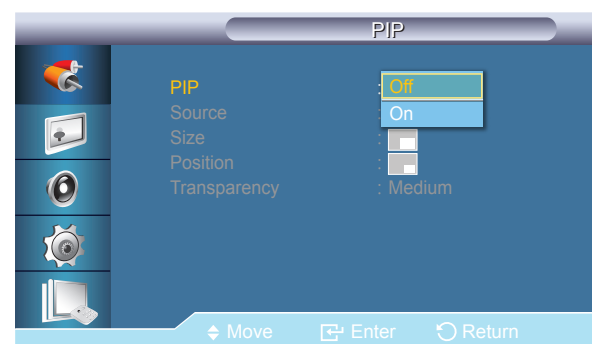 PIP
PIP : Off
Source : On
Size :
Position :
Transparency : Medium
Move Enter Return